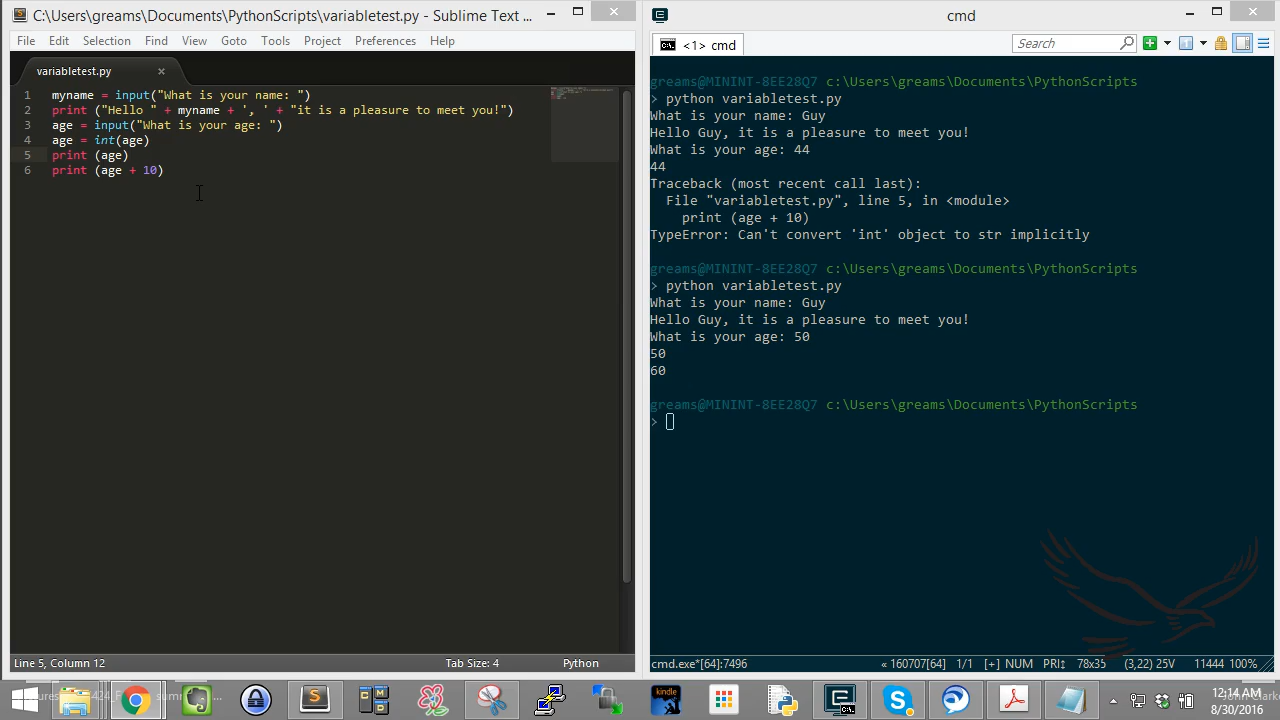 C:\Users\greams\Documents\PythonScripts\variabletest.py - Sublime Text ...
File Edit Selection Find View Goto Tools Project Preferences Help
variabletest.py
1 myname = input("What is your name: ")
2 print ("Hello " + myname + ', ' + "it is a pleasure to meet you!")
3 age = input("What is your age: ")
4 age = int(age)
5 print (age)
6 print (age + 10)
Line 5, Column 12
Tab Size: 4
Python
cmd
<1> cmd
Search
greams@MININT-8EE28Q7 c:\Users\greams\Documents\PythonScripts
> python variabletest.py
What is your name: Guy
Hello Guy, it is a pleasure to meet you!
What is your age: 44
44
Traceback (most recent call last):
File "variabletest.py", line 5, in <module>
print (age + 10)
TypeError: Can't convert 'int' object to str implicitly
greams@MININT-8EE28Q7 c:\Users\greams\Documents\PythonScripts
> python variabletest.py
What is your name: Guy
Hello Guy, it is a pleasure to meet you!
What is your age: 50
50
60
greams@MININT-8EE28Q7 c:\Users\greams\Documents\PythonScripts
>
cmd.exe*[64]:7496
« 160707[64] 1/1 [+] NUM PRI↕ 78x35 (3,22) 25V 11444 100%
kindle
12:14 AM
8/30/2016